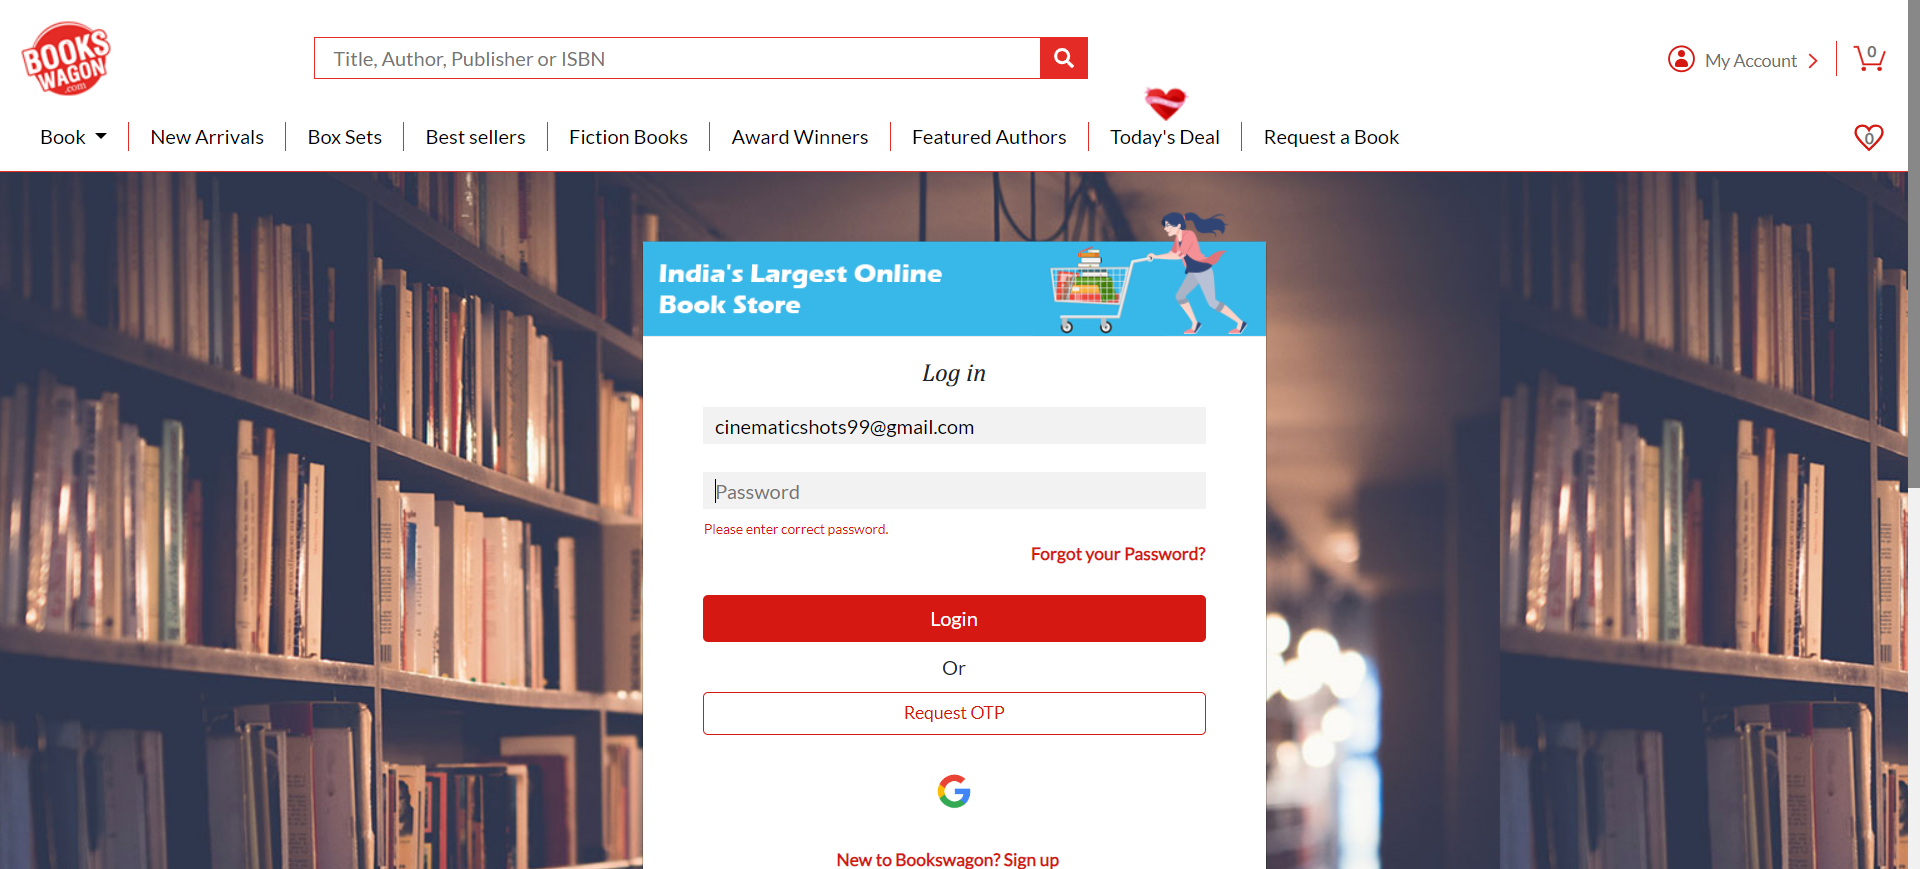 BOOKS
WAGON
.com
Title, Author, Publisher or ISBN
My Account
0
Book
New Arrivals
Box Sets
Best sellers
Fiction Books
Award Winners
Featured Authors
Today's Deal
Request a Book
0
India's Largest Online
Book Store
Log in
cinematicshots99@gmail.com
Password
Please enter correct password.
Forgot your Password?
Login
Or
Request OTP
New to Bookswagon? Sign up